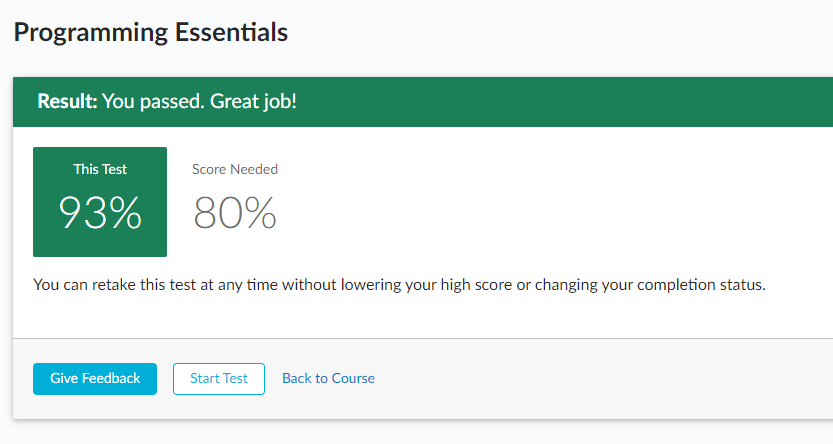 Programming Essentials
Result: You passed. Great job!
This Test
93%
Score Needed
80%
You can retake this test at any time without lowering your high score or changing your completion status.
Give Feedback
Start Test
Back to Course